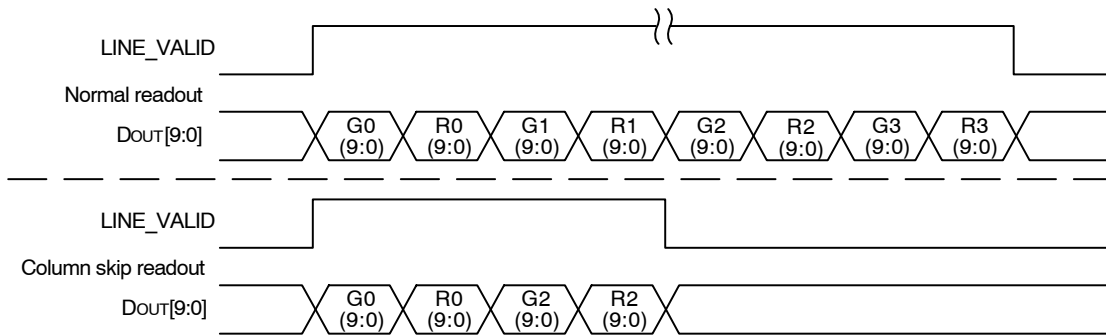 LINE_VALID
Normal readout
DOUT[9:0]
G0 R0 G1 R1 G2 R2 G3 R3
(9:0) (9:0) (9:0) (9:0) (9:0) (9:0) (9:0) (9:0)
LINE_VALID
Column skip readout
DOUT[9:0]
G0 R0 G2 R2
(9:0) (9:0) (9:0) (9:0)